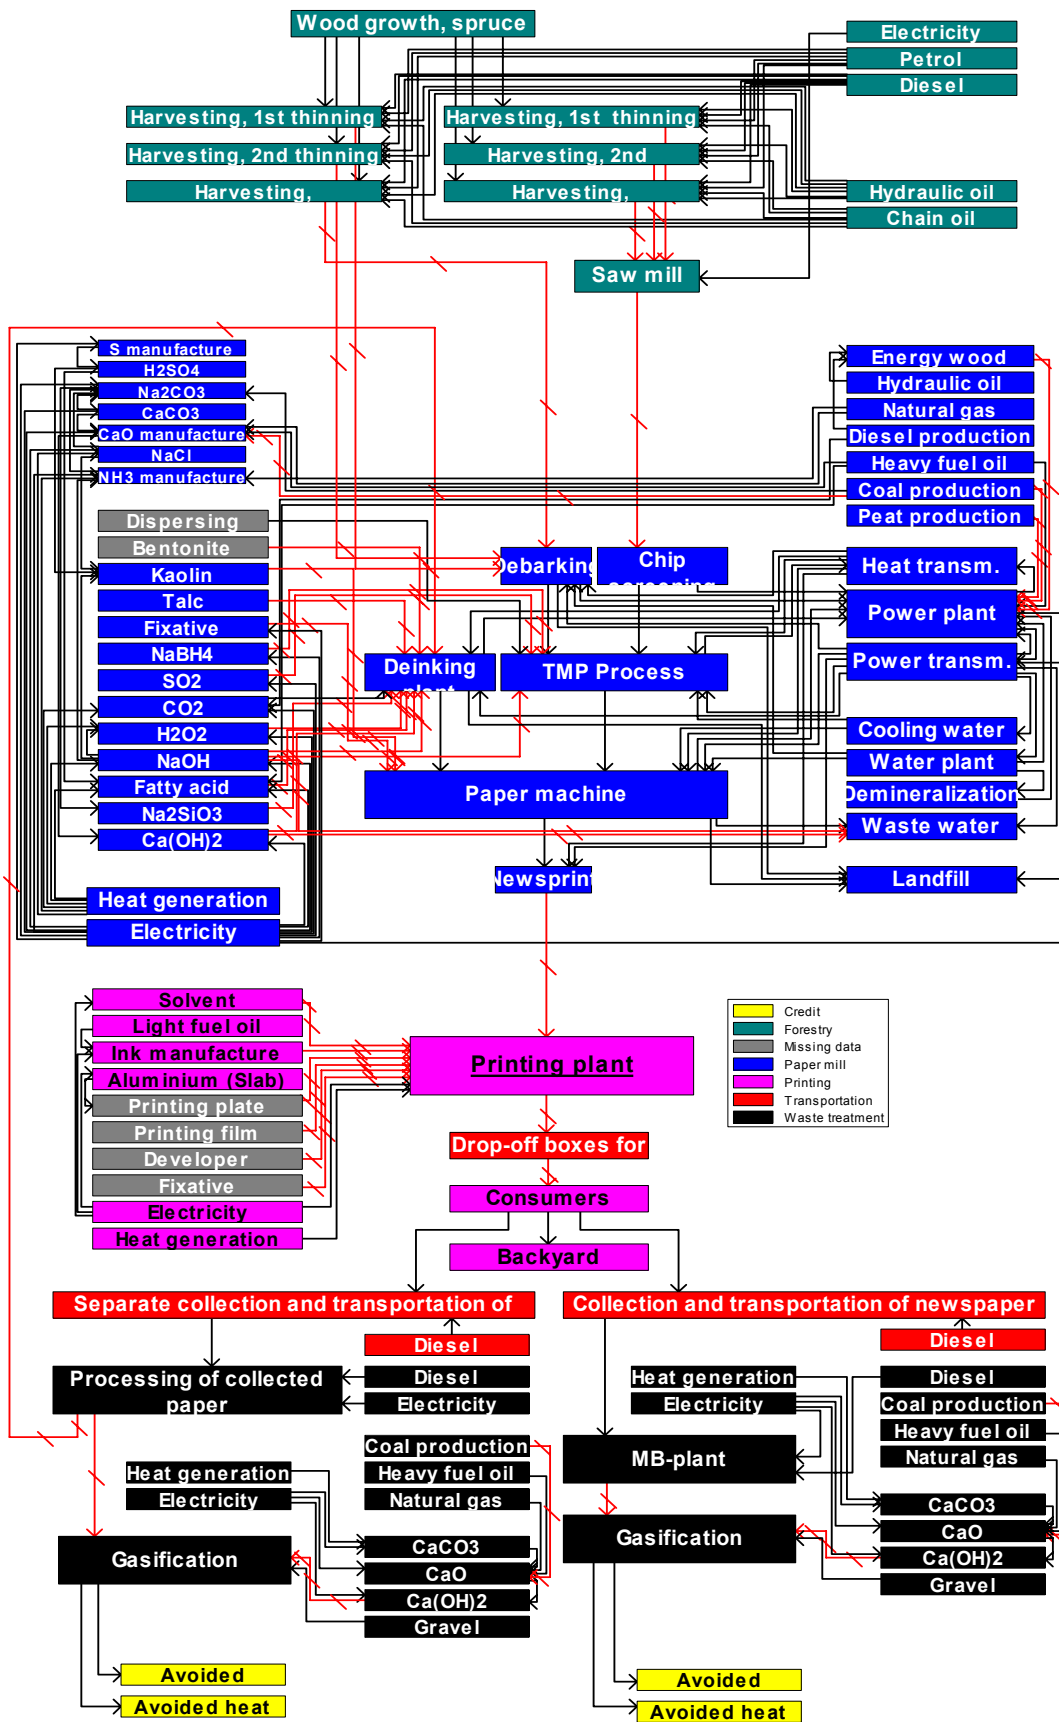 Wood growth, spruce
Electricity
Petrol
Diesel
Harvesting, 1st thinning
Harvesting, 1st thinning
Harvesting, 2nd thinning
Harvesting, 2nd
Harvesting,
Harvesting,
Hydraulic oil
Chain oil
Saw mill
S manufacture
H2SO4
Na2CO3
CaCO3
CaO manufacture
NaCl
NH3 manufacture
Energy wood
Hydraulic oil
Natural gas
Diesel production
Heavy fuel oil
Coal production
Peat production
Dispersing
Bentonite
Kaolin
Talc
Fixative
NaBH4
SO2
CO2
H2O2
NaOH
Fatty acid
Na2SiO3
Ca(OH)2
Debarking
Chip
screening
Heat transm.
Power plant
Power transm.
Deinking
plant
TMP Process
Cooling water
Water plant
Demineralization
Waste water
Paper machine
Newsprint
Landfill
Heat generation
Electricity
Solvent
Light fuel oil
Ink manufacture
Aluminium (Slab)
Printing plate
Printing film
Developer
Fixative
Electricity
Heat generation
Printing plant
Credit
Forestry
Missing data
Paper mill
Printing
Transportation
Waste treatment
Drop-off boxes for
Consumers
Backyard
Separate collection and transportation of
Collection and transportation of newspaper
Diesel
Diesel
Processing of collected
paper
Diesel
Electricity
Heat generation
Electricity
Diesel
Coal production
Heavy fuel oil
Natural gas
MB-plant
Coal production
Heavy fuel oil
Natural gas
Heat generation
Electricity
CaCO3
CaO
Ca(OH)2
Gravel
Gasification
Gasification
CaCO3
CaO
Ca(OH)2
Gravel
Avoided
Avoided heat
Avoided
Avoided heat